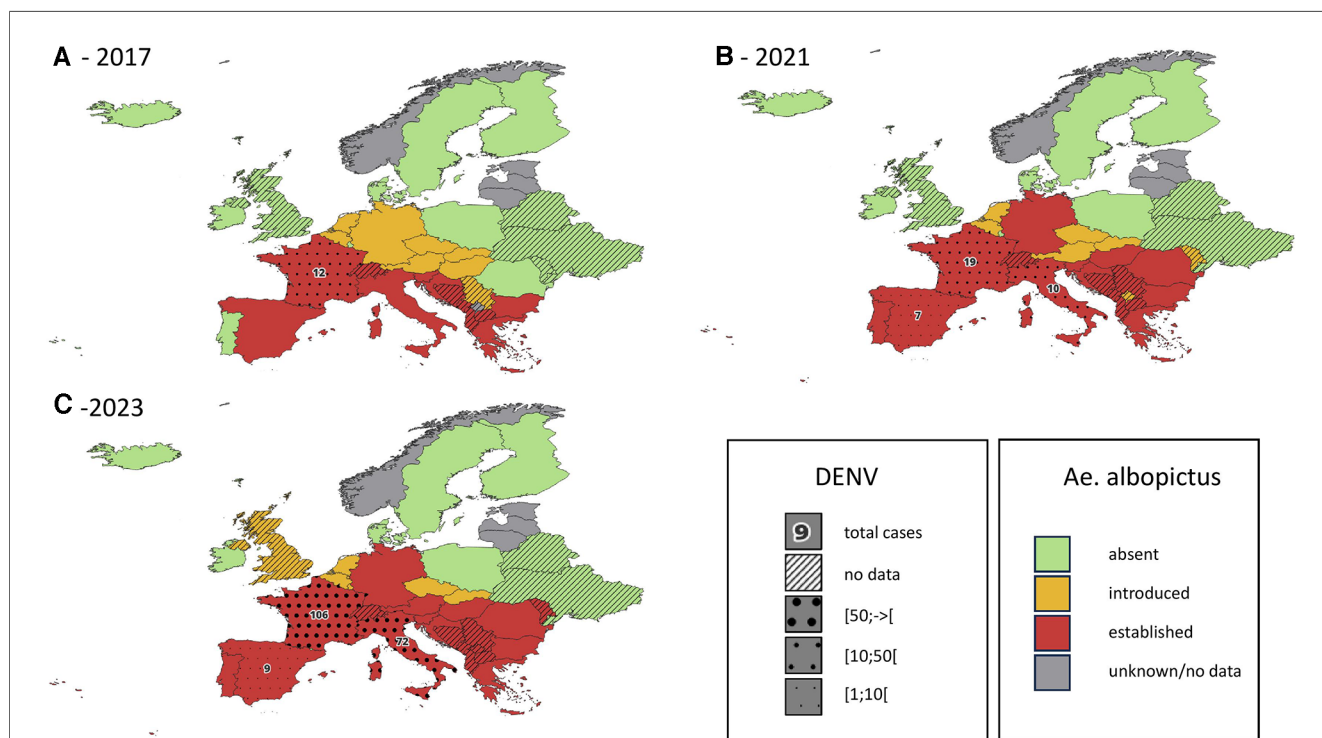 A - 2017
12
B - 2021
19
10
7
C -2023
106
72
9
DENV
9 total cases
no data
[50;->[
[10;50[
[1;10[
Ae. albopictus
absent
introduced
established
unknown/no data